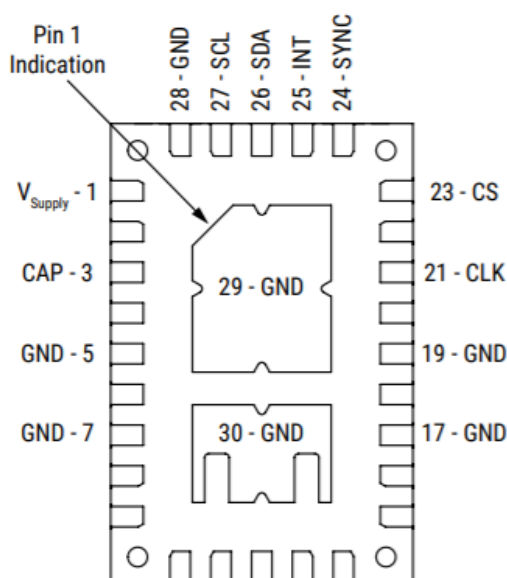 Pin 1
Indication
28 - GND
27 - SCL
26 - SDA
25 - INT
24 - SYNC
VSupply - 1
23 - CS
CAP - 3
29 - GND
21 - CLK
GND - 5
19 - GND
GND - 7
30 - GND
17 - GND